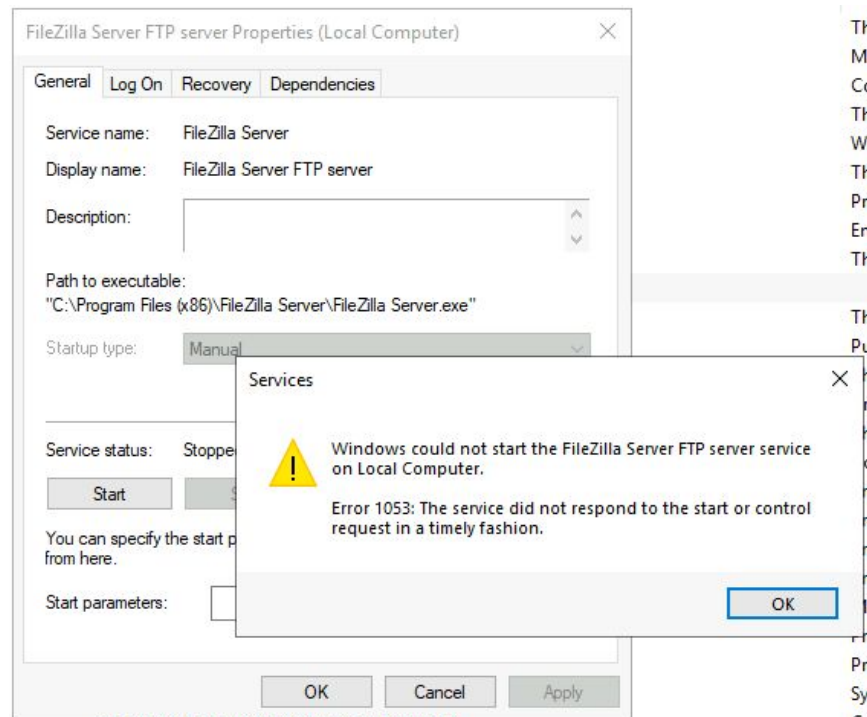 FileZilla Server FTP server Properties (Local Computer)
General Log On Recovery Dependencies
Service name: FileZilla Server
Display name: FileZilla Server FTP server
Description:
Path to executable:
"C:\Program Files (x86)\FileZilla Server\FileZilla Server.exe"
Startup type: Manual
Services
Windows could not start the FileZilla Server FTP server service
on Local Computer.
Error 1053: The service did not respond to the start or control
request in a timely fashion.
OK
Service status: Stoppe
Start
You can specify the start p
from here.
Start parameters:
OK Cancel Apply